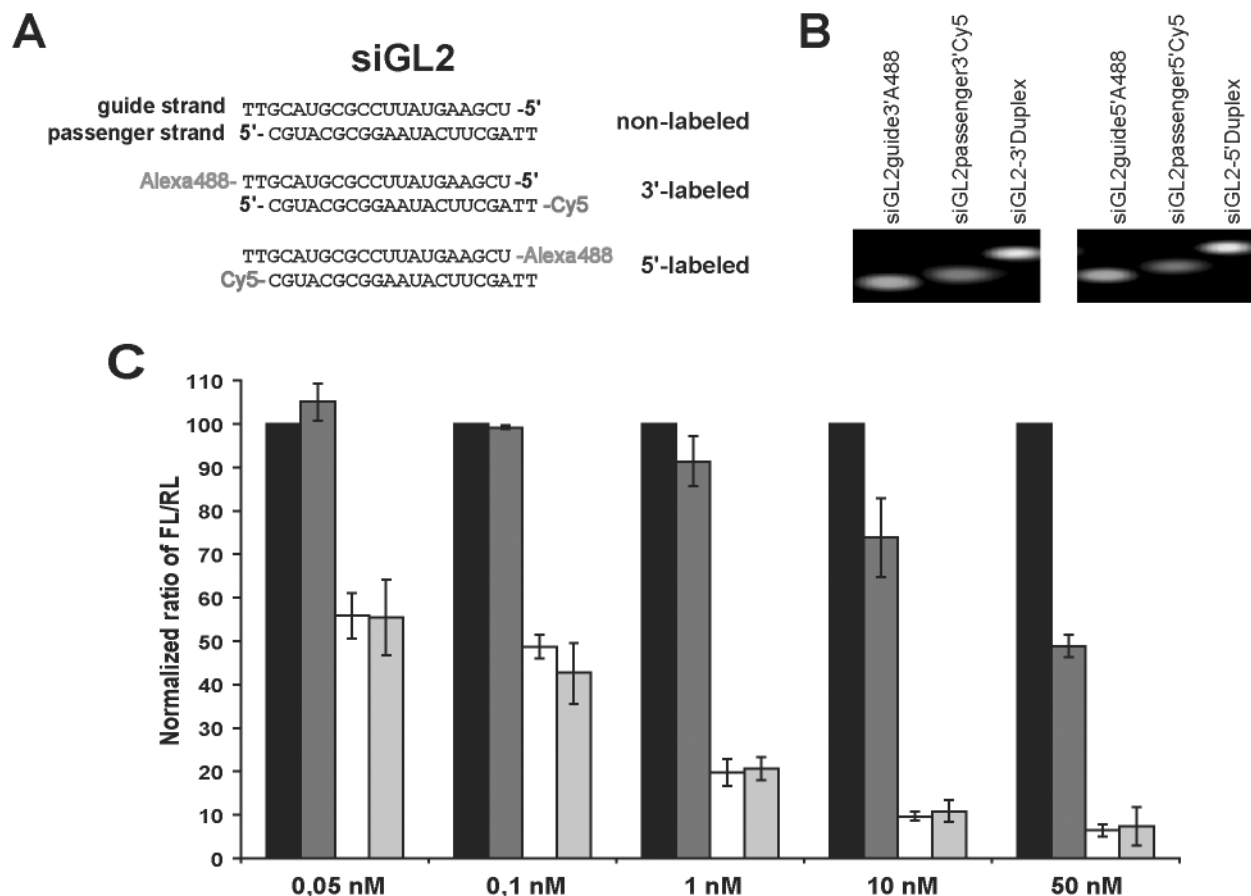 A
siGL2
guide strand TTGCAUGCGCCUUAUGAAGCU -5'
passenger strand 5'- CGUACGCGGAAUACUUCGATT
non-labeled
Alexa488- TTGCAUGCGCCUUAUGAAGCU -5'
5'- CGUACGCGGAAUACUUCGATT -Cy5
3'-labeled
TTGCAUGCGCCUUAUGAAGCU -Alexa488
Cy5- CGUACGCGGAAUACUUCGATT
5'-labeled
B
siGL2guide3'A488
siGL2passenger3'Cy5
siGL2-3'Duplex
siGL2guide5'A488
siGL2passenger5'Cy5
siGL2-5'Duplex
C
Normalized ratio of FL/RL
110
100
90
80
70
60
50
40
30
20
10
0
0,05 nM
0,1 nM
1 nM
10 nM
50 nM